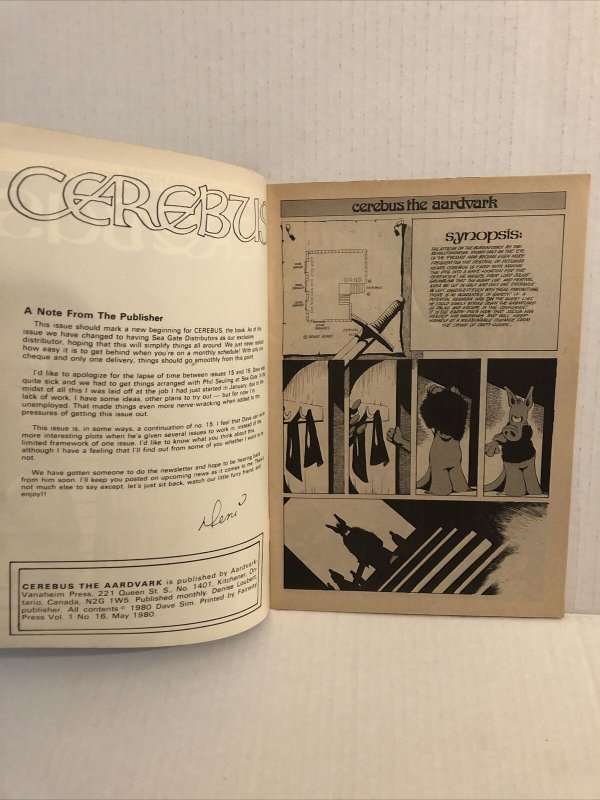 CEREBUS
A Note From The Publisher
This issue should mark a new beginning for CEREBUS, the book. As of this
issue we have changed to having Sea Gate Distributors as our exclusive
distributor, hoping that this will simplify things all around. We just never realized
how easy it is to get behind when you're on a monthly schedule! With only one
cheque and only one delivery, things should go smoothly from this point.
I'd like to apologize for the lapse of time between issues 15 and 16. Dave was
quite sick and we had to get things arranged with Phil Seuling at Sea Gate. In the
midst of all this I was laid off at the job I had just started in January, due to the
lack of work. I have some ideas, other plans to try out — but for now I'm
unemployed. That made things even more nerve-wracking when added to the
pressures of getting this issue out.
This issue is, in some ways, a continuation of no. 15. I feel that Dave can write
more interesting plots when he's given several issues to work in, instead of the
limited framework of one issue. I'd like to know what you think about this,
although I have a feeling that I'll find out from some of you whether I want to or
not.
We have gotten someone to do the newsletter and hope to be hearing back
from him soon. I'll keep you posted on upcoming news as it comes to me. There's
not much else to say except, let's just sit back, watch our little furry friend, and
enjoy!!
Deni
CEREBUS THE AARDVARK is published by Aardvark-
Vanaheim Press, 221 Queen St. S., No. 1401, Kitchener, On-
tario, Canada, N2G 1W5. Published monthly. Denise Loubert,
publisher. All contents © 1980 Dave Sim. Printed by Fairway
Press Vol. 1 No. 16, May 1980
cerebus the aardvark
synopsis: